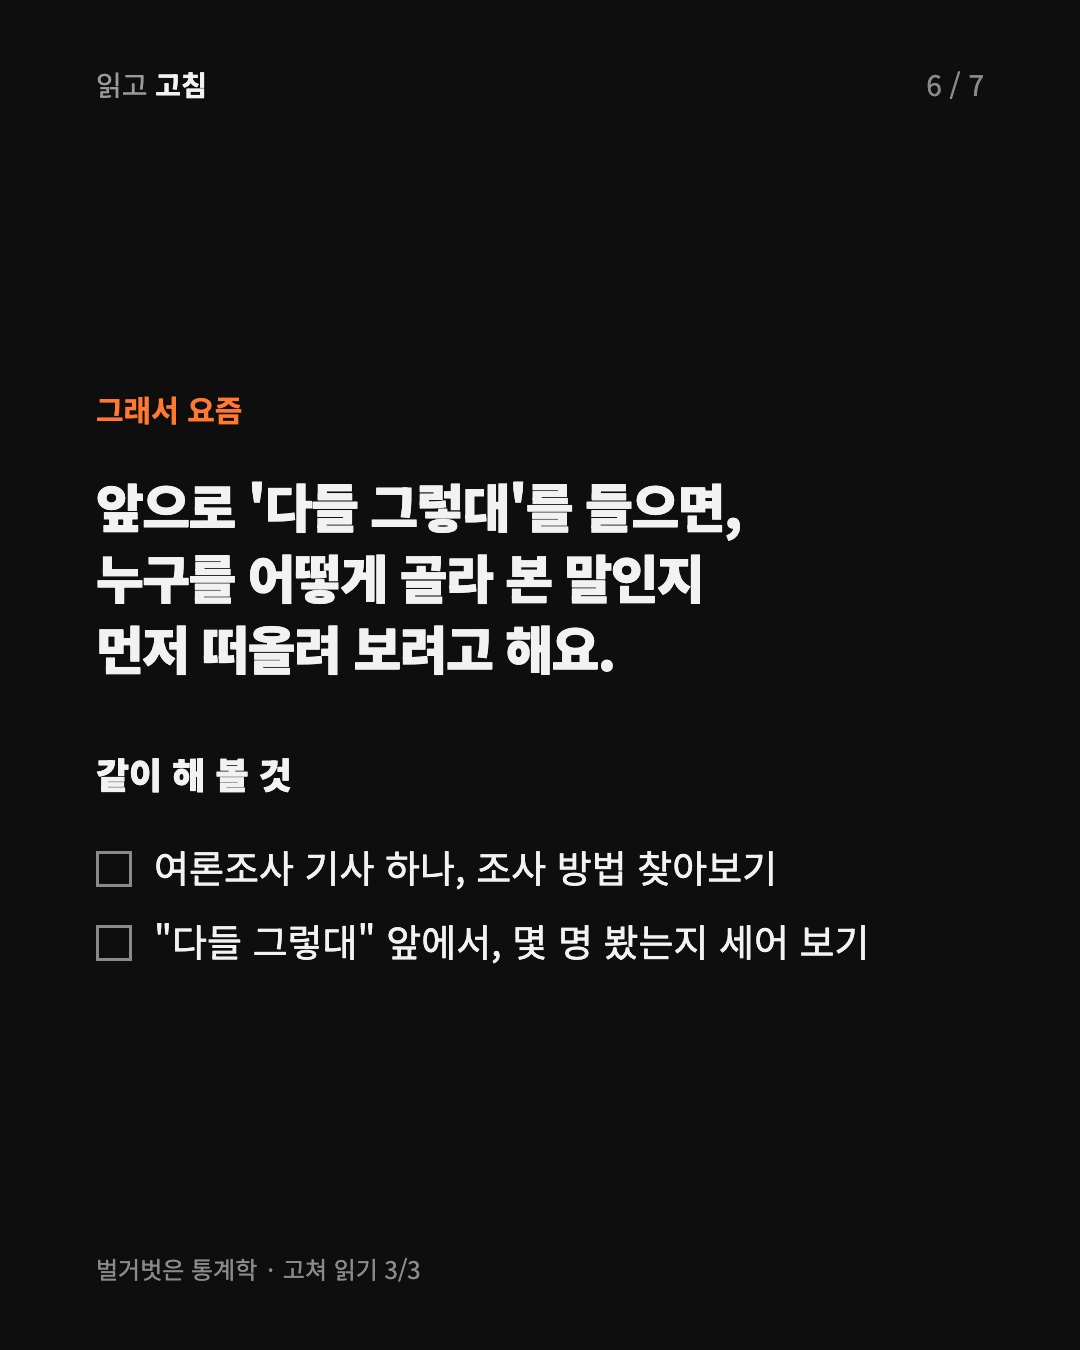 읽고 고침
6 / 7
그래서 요즘
앞으로 '다들 그렇대'를 들으면,
누구를 어떻게 골라 본 말인지
먼저 떠올려 보려고 해요.
같이 해 볼 것
여론조사 기사 하나, 조사 방법 찾아보기
"다들 그렇대" 앞에서, 몇 명 봤는지 세어 보기
벌거벗은 통계학 · 고쳐 읽기 3/3